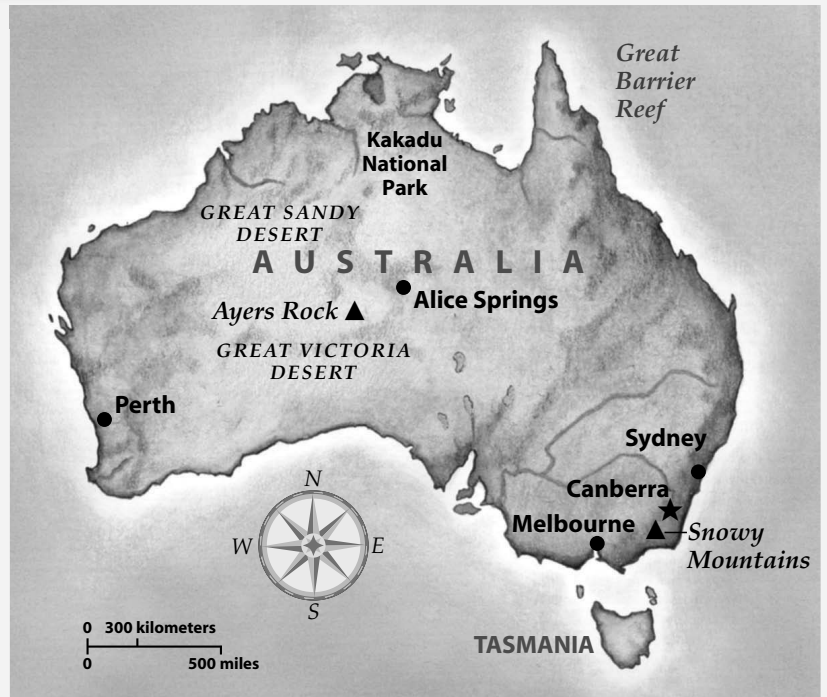 Great
Barrier
Reef
Kakadu
National
Park
GREAT SANDY
DESERT
AUSTRALIA
Alice Springs
Ayers Rock
GREAT VICTORIA
DESERT
Perth
Sydney
Canberra
Melbourne
Snowy
Mountains
N
W
E
S
0 300 kilometers
0 500 miles
TASMANIA